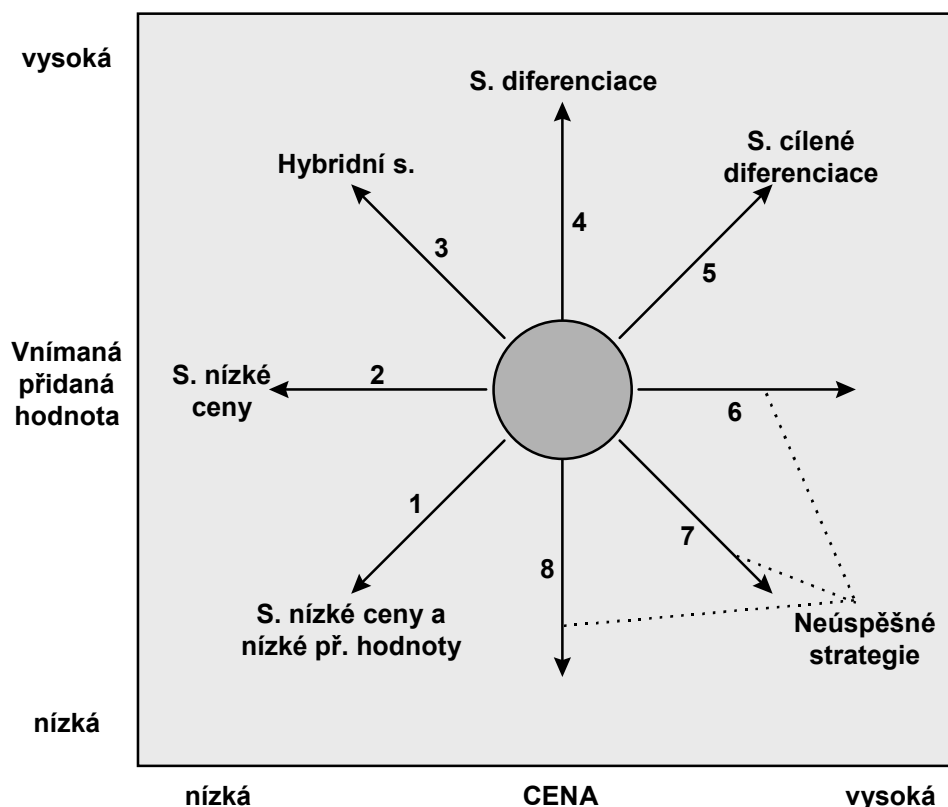 vysoká
S. diferenciace
S. cílené
diferenciace
Hybridní s.
3
4
5
Vnímaná
přidaná
hodnota
S. nízké
ceny
2
6
1
7
8
S. nízké ceny a
nízké př. hodnoty
Neúspěšné
strategie
nízká
nízká
CENA
vysoká